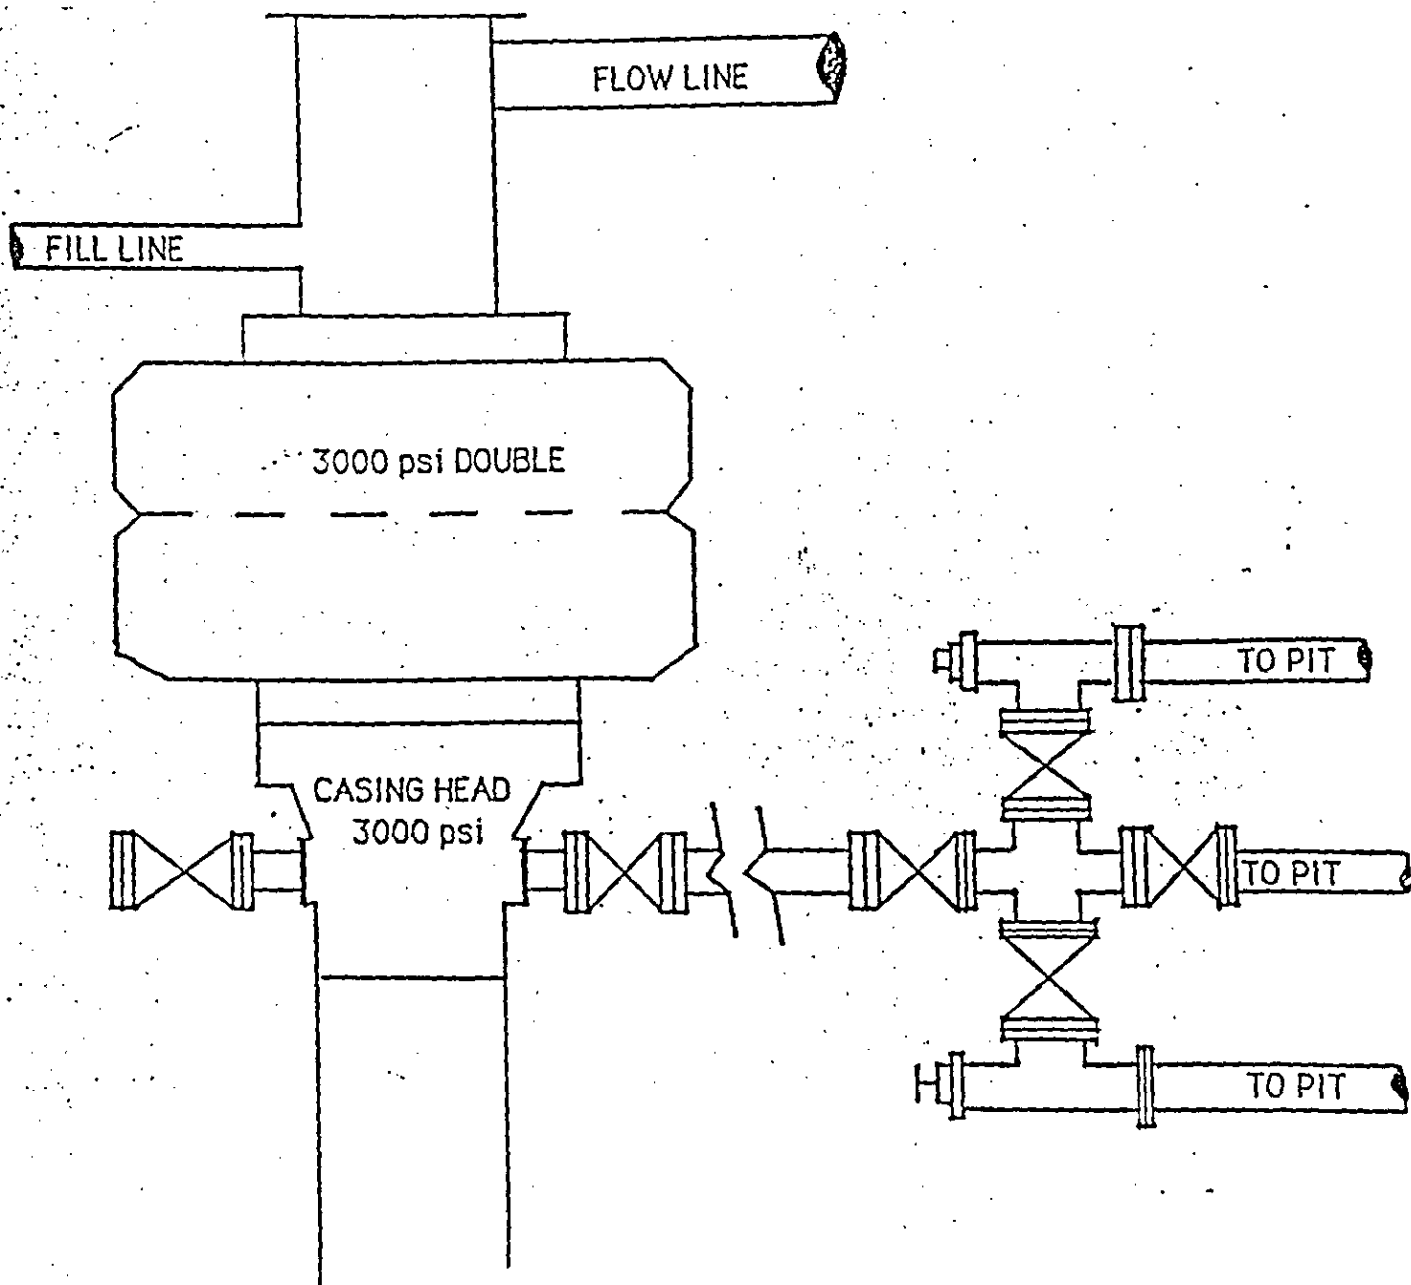 FLOW LINE
FILL LINE
3000 psi DOUBLE
TO PIT
CASING HEAD
3000 psi
TO PIT
TO PIT